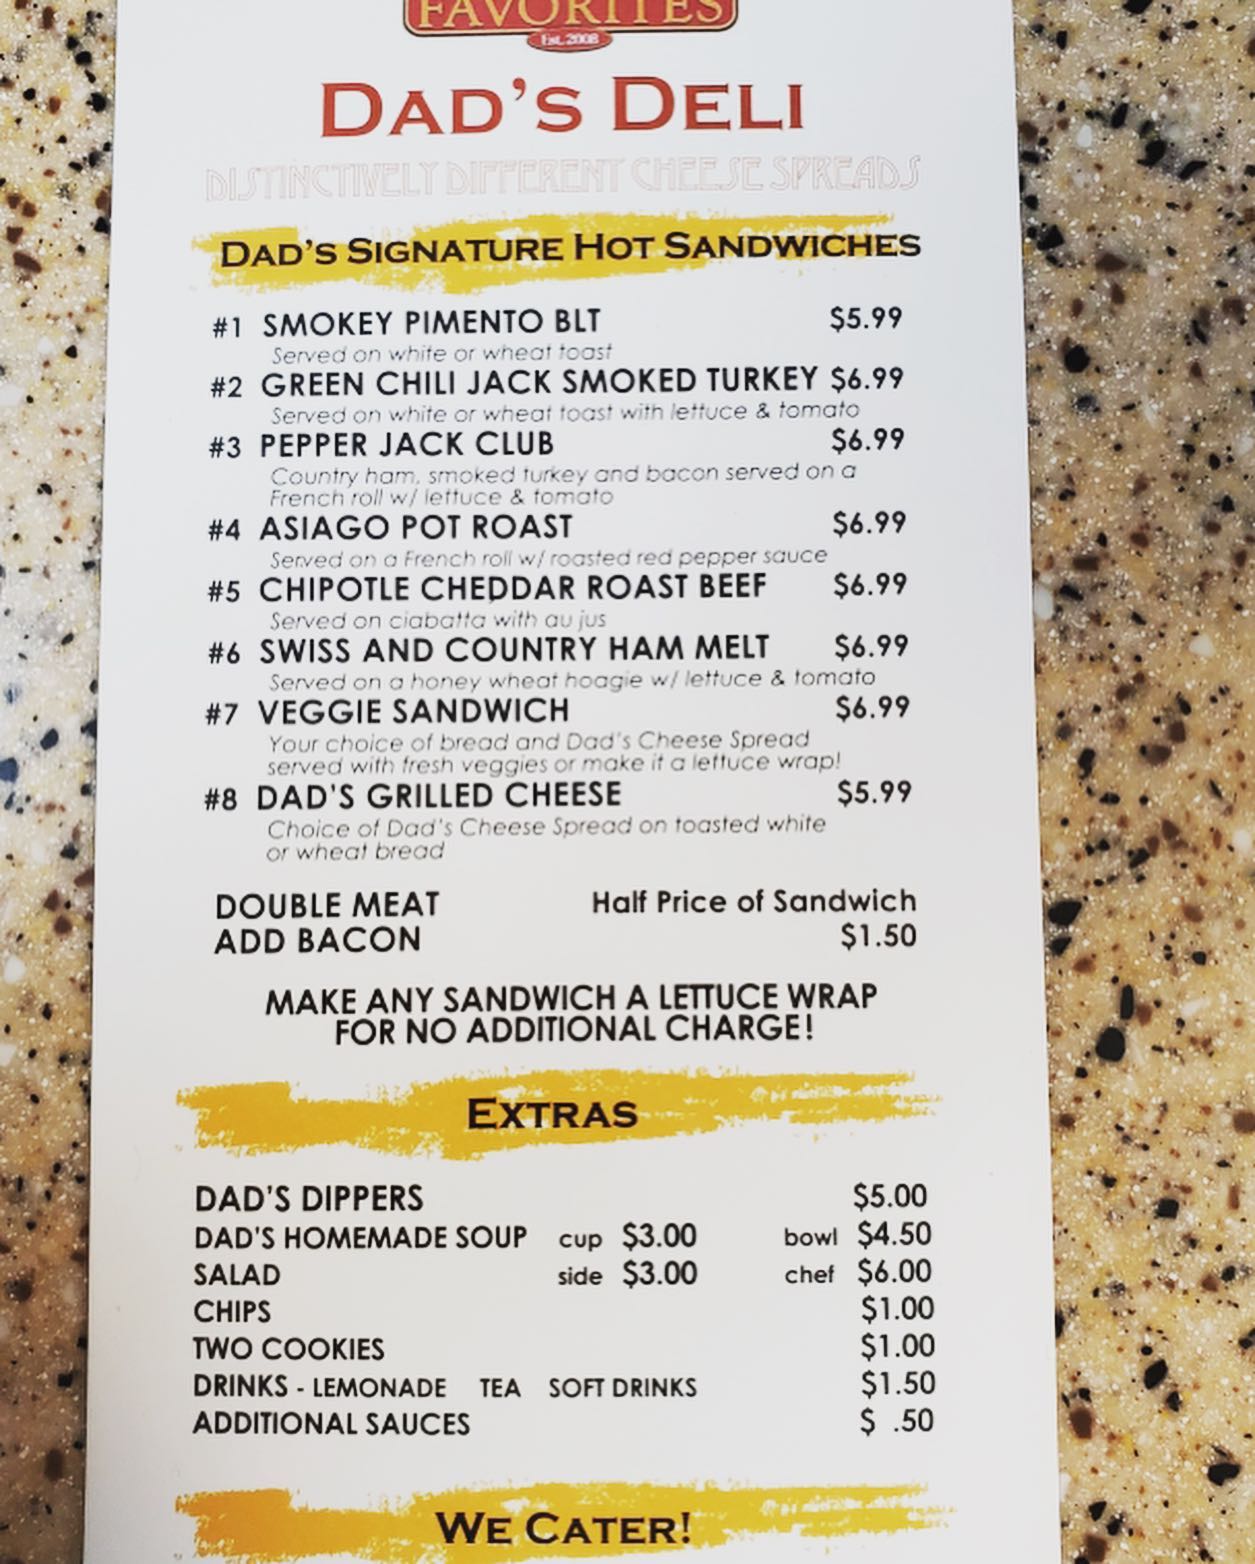 FAVORITES
Est. 2008
DAD'S DELI
DISTINCTIVELY DIFFERENT CHEESE SPREADS
DAD'S SIGNATURE HOT SANDWICHES
#1 SMOKEY PIMENTO BLT $5.99
Served on white or wheat toast
#2 GREEN CHILI JACK SMOKED TURKEY $6.99
Served on white or wheat toast with lettuce & tomato
#3 PEPPER JACK CLUB $6.99
Country ham, smoked turkey and bacon served on a
French roll w/ lettuce & tomato
#4 ASIAGO POT ROAST $6.99
Served on a French roll w/ roasted red pepper sauce
#5 CHIPOTLE CHEDDAR ROAST BEEF $6.99
Served on ciabatta with au jus
#6 SWISS AND COUNTRY HAM MELT $6.99
Served on a honey wheat hoagie w/ lettuce & tomato
#7 VEGGIE SANDWICH $6.99
Your choice of bread and Dad's Cheese Spread
served with fresh veggies or make it a lettuce wrap!
#8 DAD'S GRILLED CHEESE $5.99
Choice of Dad's Cheese Spread on toasted white
or wheat bread
DOUBLE MEAT Half Price of Sandwich
ADD BACON $1.50
MAKE ANY SANDWICH A LETTUCE WRAP
FOR NO ADDITIONAL CHARGE!
EXTRAS
DAD'S DIPPERS $5.00
DAD'S HOMEMADE SOUP cup $3.00 bowl $4.50
SALAD side $3.00 chef $6.00
CHIPS $1.00
TWO COOKIES $1.00
DRINKS - LEMONADE TEA SOFT DRINKS $1.50
ADDITIONAL SAUCES $ .50
WE CATER!